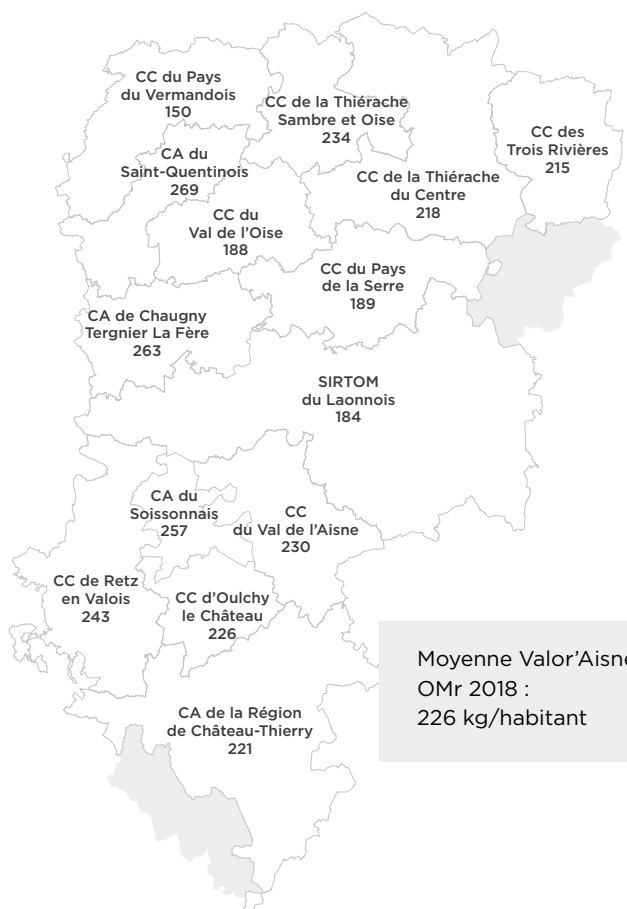 CC du Pays
du Vermandois
150
CC de la Thiérache
Sambre et Oise
234
CC des
Trois Rivières
215
CA du
Saint-Quentinois
269
CC de la Thiérache
du Centre
218
CC du
Val de l'Oise
188
CC du Pays
de la Serre
189
CA de Chaugny
Tergnier La Fère
263
SIRTOM
du Laonnois
184
CA du
Soissonnais
257
CC
du Val de l'Aisne
230
CC de Retz
en Valois
243
CC d'Oulchy
le Château
226
Moyenne Valor'Aisne
OMr 2018 :
226 kg/habitant
CA de la Région
de Château-Thierry
221